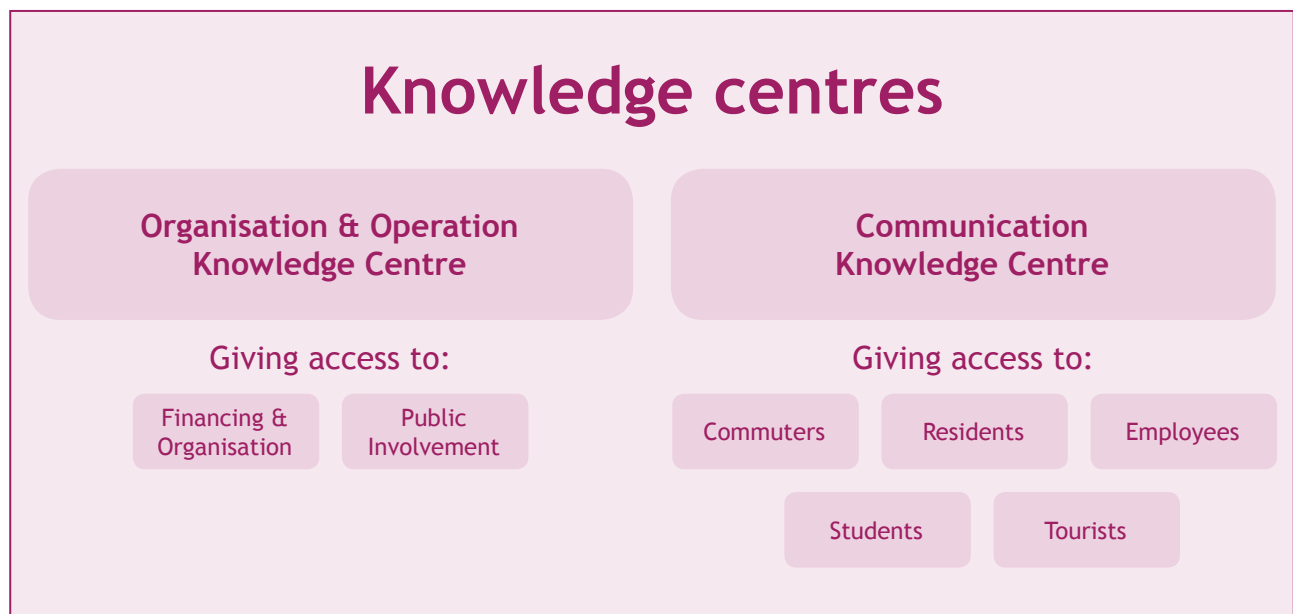 Knowledge centres
Organisation & Operation
Knowledge Centre
Giving access to:
Financing &
Organisation
Public
Involvement
Communication
Knowledge Centre
Giving access to:
Commuters
Residents
Employees
Students
Tourists